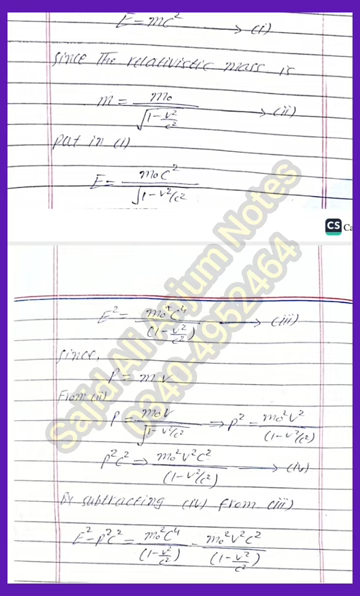 E = mc² → (i)
since the relativistic mass is
m = m₀ / √(1 - v²/c²) → (ii)
put in (i)
E = m₀c² / √(1 - v²/c²)
CS Ca
E² = m₀²c⁴ / (1 - v²/c²) → (iii)
since,
P = mv
From (ii)
P = m₀v / √(1 - v²/c²) ⇒ P² = m₀²v² / (1 - v²/c²)
P²c² ⇒ m₀²v²c² / (1 - v²/c²) → (iv)
By subtracting (iv) from (iii)
E² - P²c² = m₀²c⁴ / (1 - v²/c²) - m₀²v²c² / (1 - v²/c²)
Sajid Ali Anjum Notes